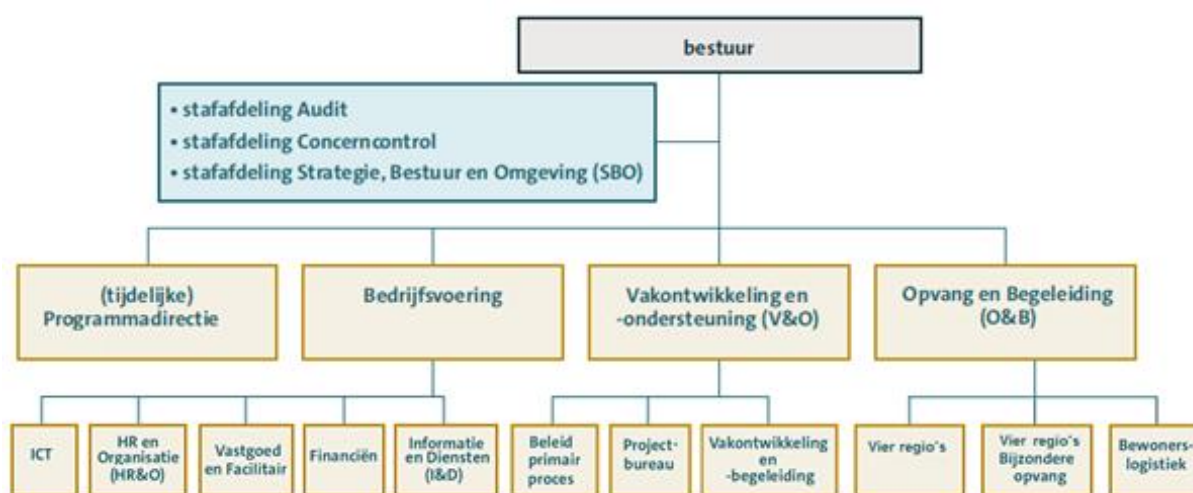 bestuur
• stafafdeling Audit
• stafafdeling Concerncontrol
• stafafdeling Strategie, Bestuur en Omgeving (SBO)
(tijdelijke)
Programmadirectie
Bedrijfsvoering
Vakontwikkeling en
-ondersteuning (V&O)
Opvang en Begeleiding
(O&B)
ICT
HR en
Organisatie
(HR&O)
Vastgoed
en Facilitair
Financiën
Informatie
en Diensten
(I&D)
Beleid
primair
proces
Project-
bureau
Vakontwikkeling
en
-begeleiding
Vier regio's
Vier regio's
Bijzondere
opvang
Bewoners-
logistiek